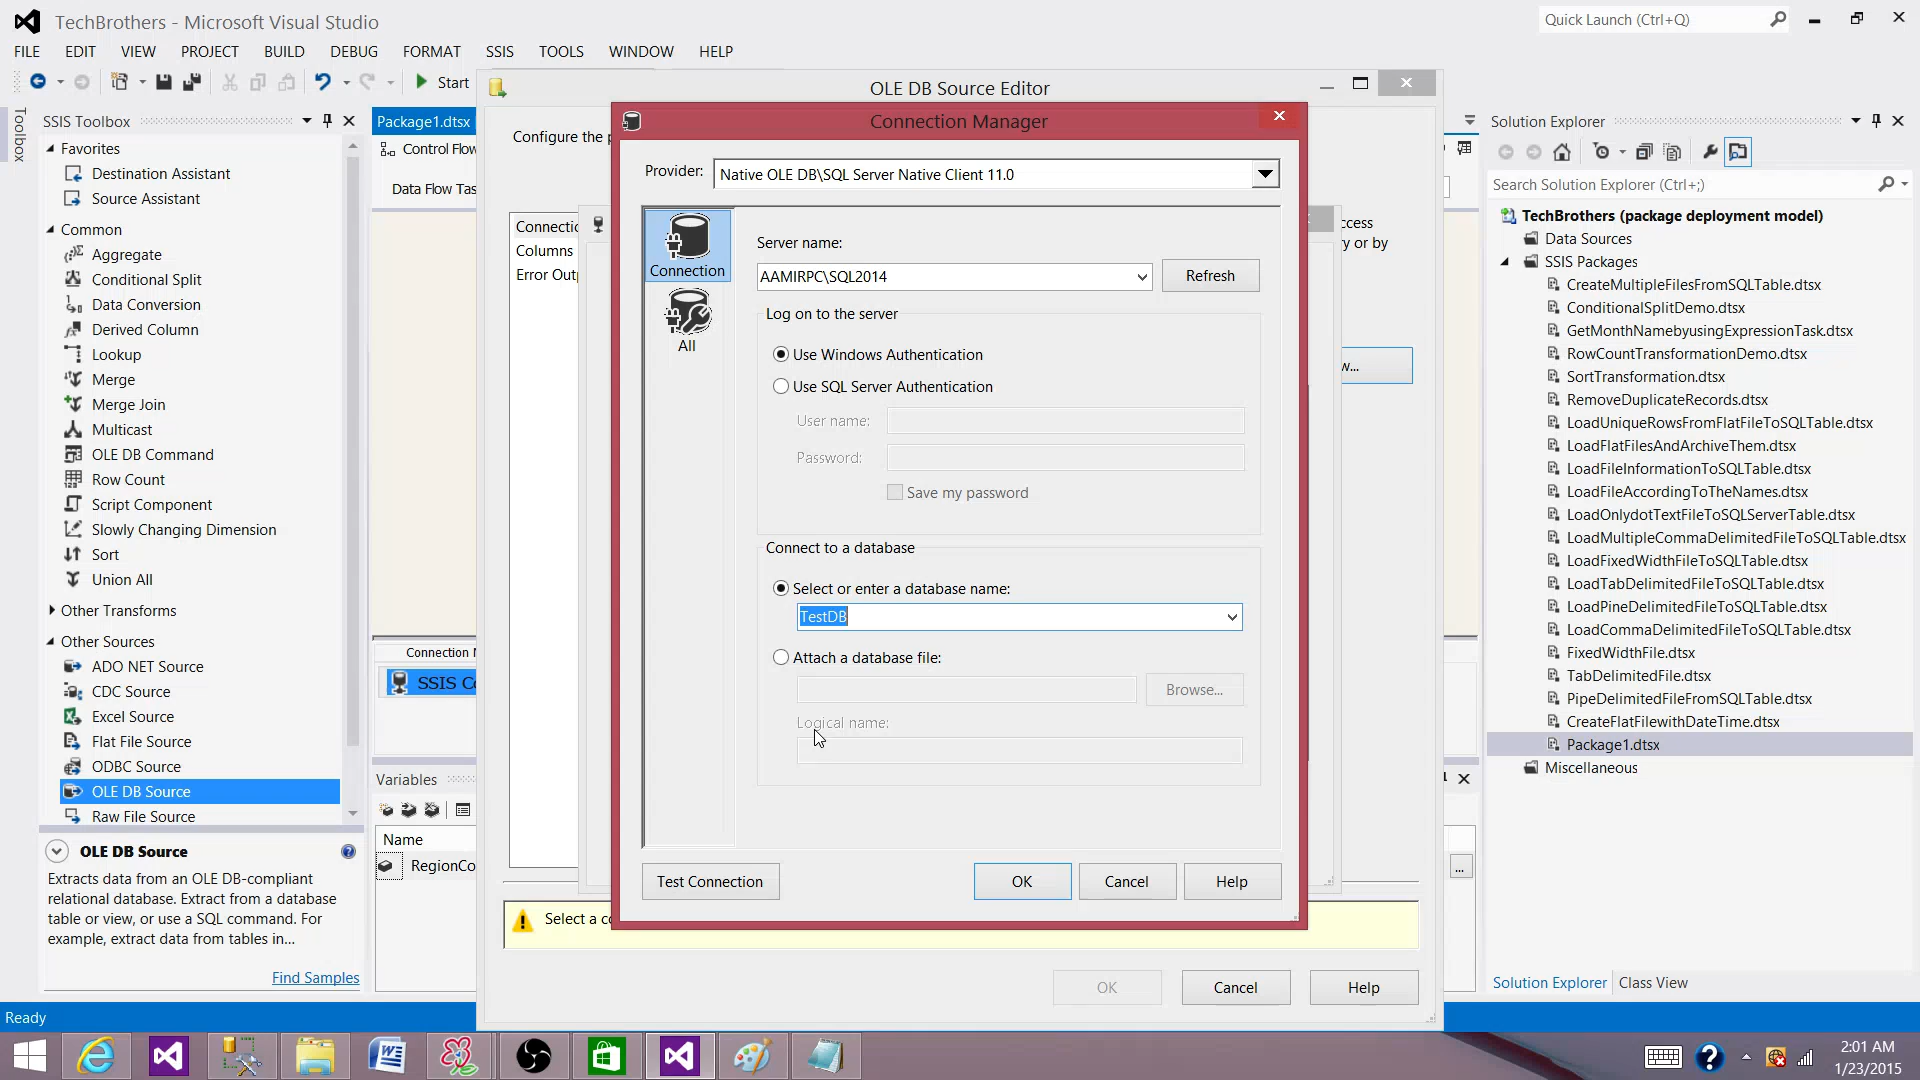 TechBrothers - Microsoft Visual Studio
Quick Launch (Ctrl+Q)
FILE EDIT VIEW PROJECT BUILD DEBUG FORMAT SSIS TOOLS WINDOW HELP
Start
Toolbox
SSIS Toolbox
Favorites
Destination Assistant
Source Assistant
Common
Aggregate
Conditional Split
Data Conversion
Derived Column
Lookup
Merge
Merge Join
Multicast
OLE DB Command
Row Count
Script Component
Slowly Changing Dimension
Sort
Union All
Other Transforms
Other Sources
ADO NET Source
CDC Source
Excel Source
Flat File Source
ODBC Source
OLE DB Source
Raw File Source
OLE DB Source
Extracts data from an OLE DB-compliant
relational database. Extract from a database
table or view, or use a SQL command. For
example, extract data from tables in...
Find Samples
Package1.dtsx
Control Flow
Data Flow Tas
Connection M
SSIS Co
Variables
Name
RegionCo
OLE DB Source Editor
Configure the p
Connectio
Columns
Error Outp
ccess
ry or by
w...
Select a co
OK Cancel Help
Connection Manager
Provider: Native OLE DB\SQL Server Native Client 11.0
Connection
All
Server name:
AAMIRPC\SQL2014
Refresh
Log on to the server
Use Windows Authentication
Use SQL Server Authentication
User name:
Password:
Save my password
Connect to a database
Select or enter a database name:
TestDB
Attach a database file:
Browse...
Logical name:
Test Connection OK Cancel Help
...
Solution Explorer
Search Solution Explorer (Ctrl+;)
TechBrothers (package deployment model)
Data Sources
SSIS Packages
CreateMultipleFilesFromSQLTable.dtsx
ConditionalSplitDemo.dtsx
GetMonthNamebyusingExpressionTask.dtsx
RowCountTransformationDemo.dtsx
SortTransformation.dtsx
RemoveDuplicateRecords.dtsx
LoadUniqueRowsFromFlatFileToSQLTable.dtsx
LoadFlatFilesAndArchiveThem.dtsx
LoadFileInformationToSQLTable.dtsx
LoadFileAccordingToTheNames.dtsx
LoadOnlydotTextFileToSQLServerTable.dtsx
LoadMultipleCommaDelimitedFileToSQLTable.dtsx
LoadFixedWidthFileToSQLTable.dtsx
LoadTabDelimitedFileToSQLTable.dtsx
LoadPineDelimitedFileToSQLTable.dtsx
LoadCommaDelimitedFileToSQLTable.dtsx
FixedWidthFile.dtsx
TabDelimitedFile.dtsx
PipeDelimitedFileFromSQLTable.dtsx
CreateFlatFilewithDateTime.dtsx
Package1.dtsx
Miscellaneous
Solution Explorer Class View
Ready
2:01 AM
1/23/2015